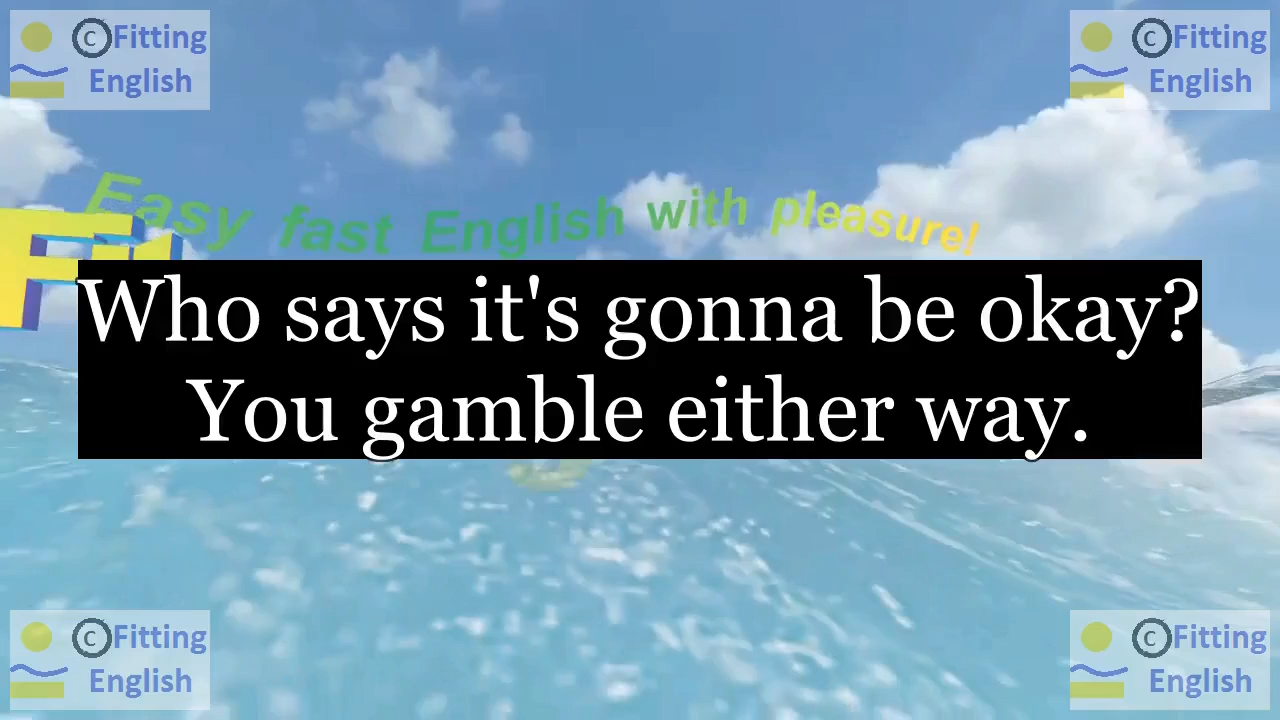 ©Fitting
English
©Fitting
English
Easy fast English with pleasure!
Fit
Who says it's gonna be okay?
You gamble either way.
©Fitting
English
©Fitting
English